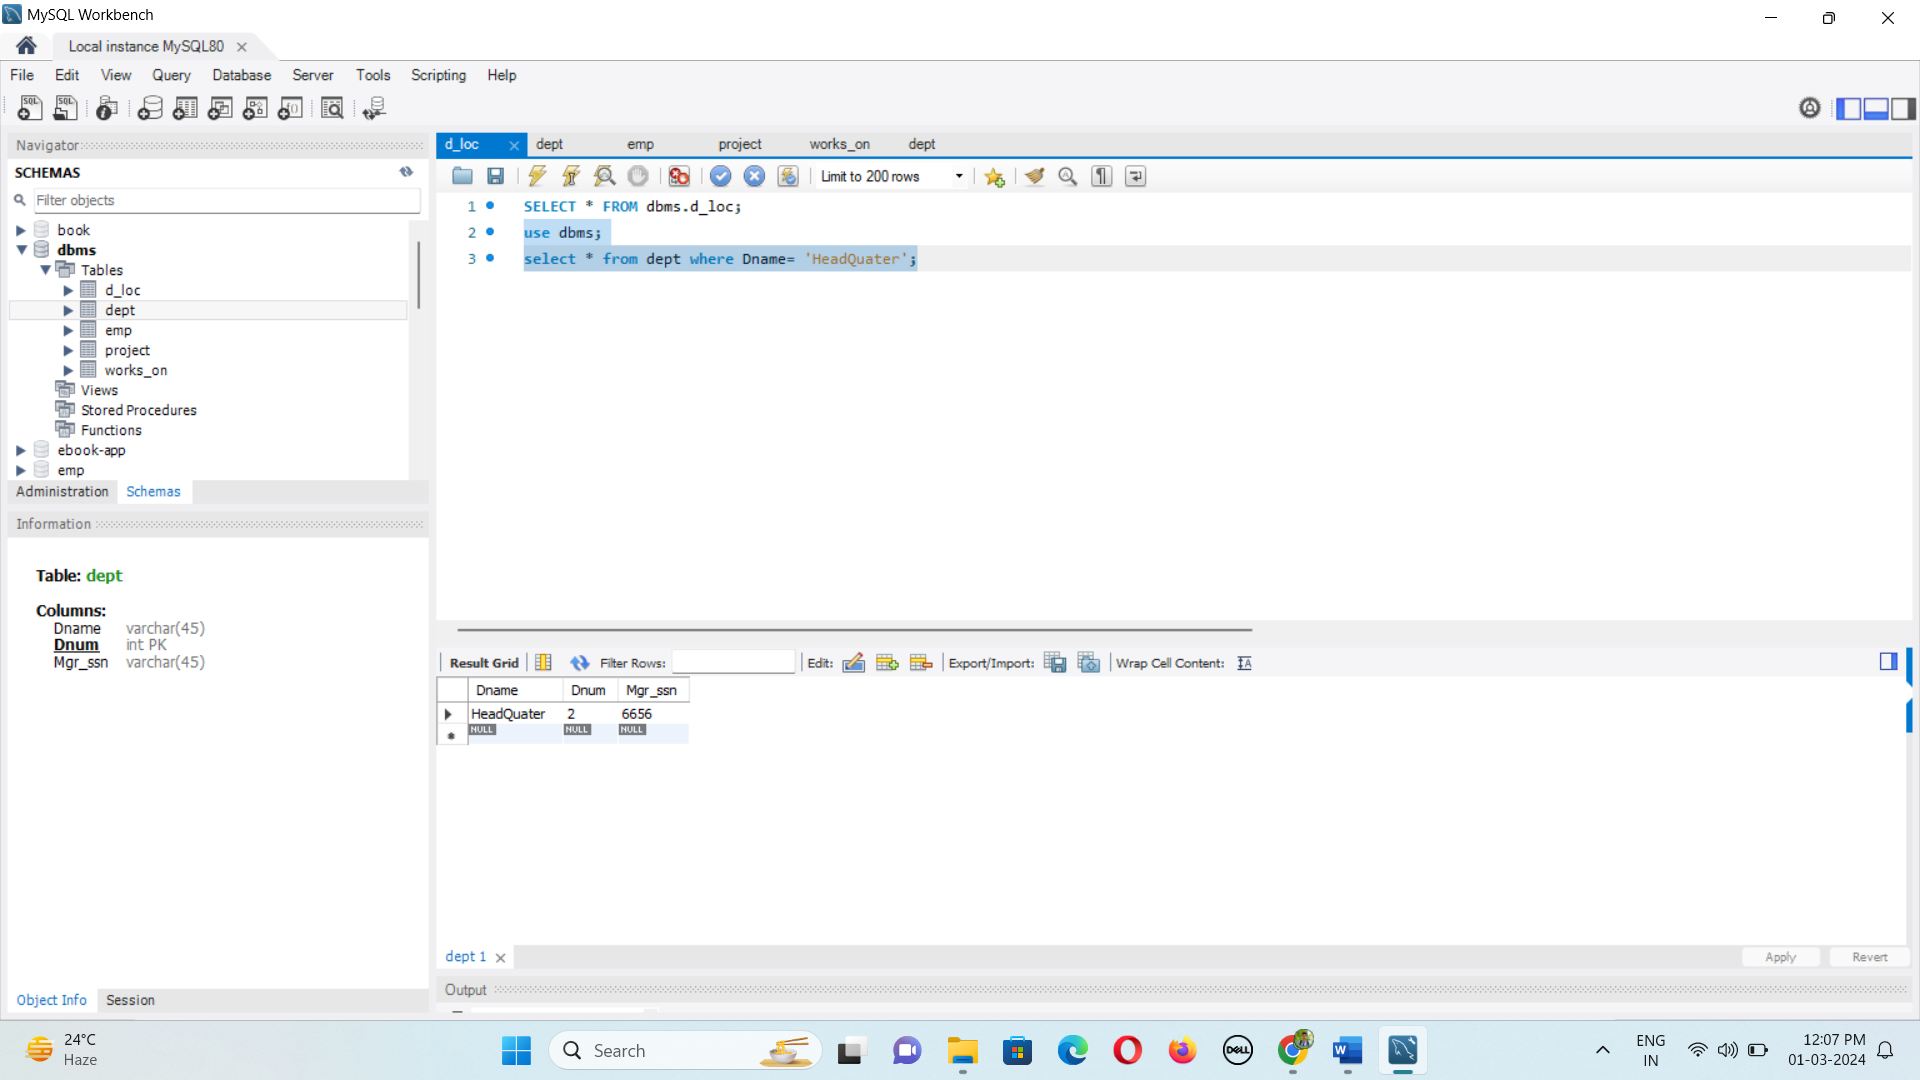 MySQL Workbench
Local instance MySQL80
File Edit View Query Database Server Tools Scripting Help
Navigator
SCHEMAS
Filter objects
book
dbms
Tables
d_loc
dept
emp
project
works_on
Views
Stored Procedures
Functions
ebook-app
emp
Administration Schemas
Information
Table: dept
Columns:
Dname varchar(45)
Dnum int PK
Mgr_ssn varchar(45)
Object Info Session
d_loc dept emp project works_on dept
Limit to 200 rows
1 SELECT * FROM dbms.d_loc;
2 use dbms;
3 select * from dept where Dname= 'HeadQuater';
Result Grid Filter Rows: Edit: Export/Import: Wrap Cell Content:
Dname Dnum Mgr_ssn
HeadQuater 2 6656
NULL NULL NULL
dept 1 Apply Revert
Output
24°C
Haze
Search
DELL
ENG
IN
12:07 PM
01-03-2024